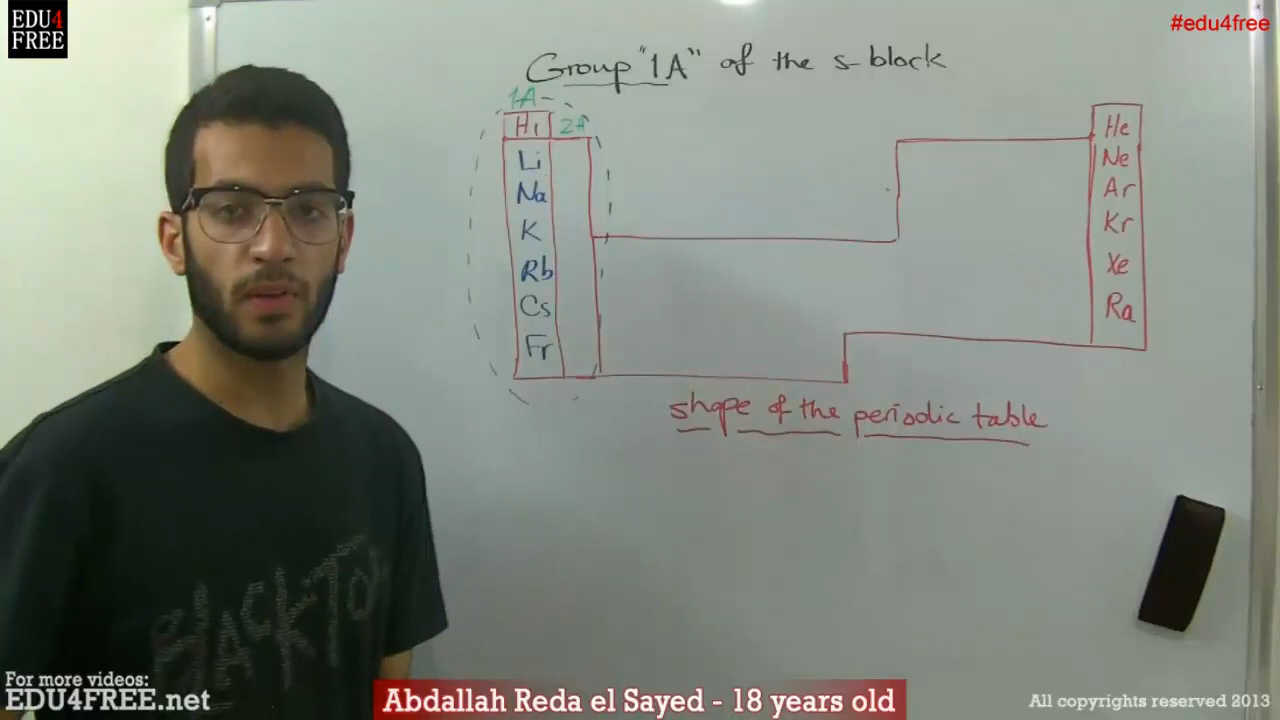 EDU4
FREE
#edu4free
Group "1A" of the s-block
1A
H1
2A
Li
Na
K
Rb
Cs
Fr
He
Ne
Ar
Kr
Xe
Ra
shape of the periodic table
BLACKTOP
For more videos:
EDU4FREE.net
Abdallah Reda el Sayed - 18 years old
All copyrights reserved 2013